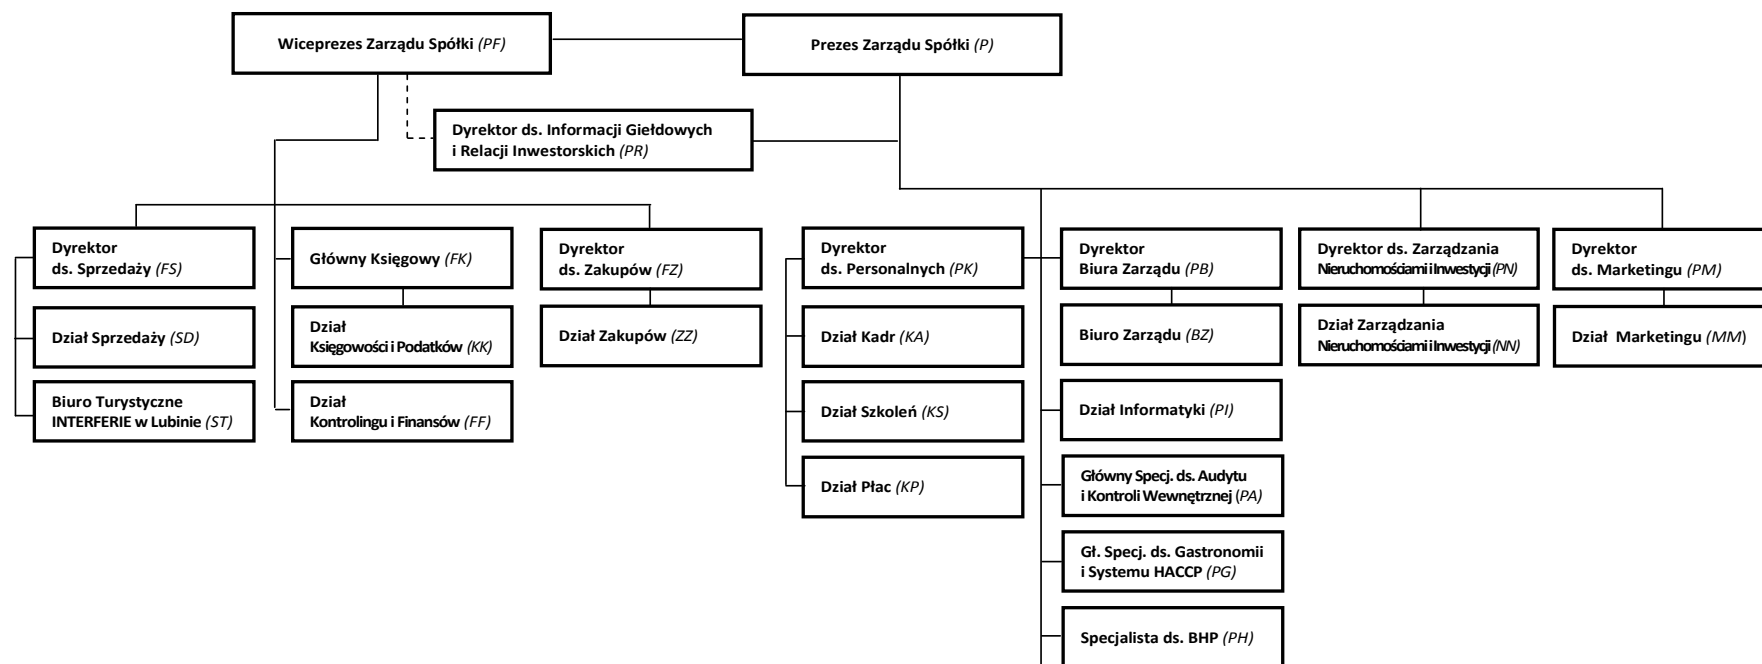 Wiceprezes Zarządu Spółki (PF)
Prezes Zarządu Spółki (P)
Dyrektor ds. Informacji Giełdowych
i Relacji Inwestorskich (PR)
Dyrektor
ds. Sprzedaży (FS)
Główny Księgowy (FK)
Dyrektor
ds. Zakupów (FZ)
Dyrektor
ds. Personalnych (PK)
Dyrektor
Biura Zarządu (PB)
Dyrektor ds. Zarządzania
Nieruchomościami i Inwestycji (PN)
Dyrektor
ds. Marketingu (PM)
Dział Sprzedaży (SD)
Dział
Księgowości i Podatków (KK)
Dział Zakupów (ZZ)
Dział Kadr (KA)
Biuro Zarządu (BZ)
Dział Zarządzania
Nieruchomościami i Inwestycji (NN)
Dział Marketingu (MM)
Biuro Turystyczne
INTERFERIE w Lubinie (ST)
Dział
Kontrolingu i Finansów (FF)
Dział Szkoleń (KS)
Dział Informatyki (PI)
Dział Płac (KP)
Główny Specj. ds. Audytu
i Kontroli Wewnętrznej (PA)
Gł. Specj. ds. Gastronomii
i Systemu HACCP (PG)
Specjalista ds. BHP (PH)